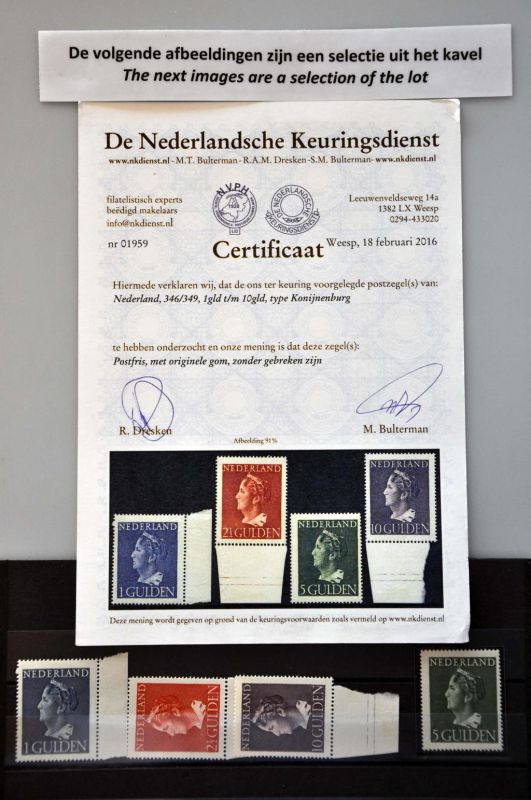 De volgende afbeeldingen zijn een selectie uit het kavel
The next images are a selection of the lot
De Nederlandsche Keuringsdienst
www.nkdienst.nl - M.T. Bulterman - R.A.M. Dresken - S.M. Bulterman - www.nkdienst.nl
filatelistisch experts
beëdigd makelaars
info@nkdienst.nl
N.V.P.H.
1928
NEDERLANDSCHE
KEURINGSDIENST
DE
Leeuwenveldseweg 14a
1382 LX Weesp
0294-433020
nr 01959
Certificaat
Weesp, 18 februari 2016
Hiermede verklaren wij, dat de ons ter keuring voorgelegde postzegel(s) van:
Nederland, 346/349, 1gld t/m 10gld, type Konijnenburg
te hebben onderzocht en onze mening is dat deze zegel(s):
Postfris, met originele gom, zonder gebreken zijn
R. Dresken
M. Bulterman
Afbeelding 91%
NEDERLAND
1 GULDEN
NEDERLAND
2½ GULDEN
NEDERLAND
5 GULDEN
NEDERLAND
10 GULDEN
Deze mening wordt gegeven op grond van de keuringsvoorwaarden zoals vermeld op www.nkdienst.nl
NEDERLAND
1 GULDEN
NEDERLAND
2½ GULDEN
NEDERLAND
10 GULDEN
NEDERLAND
5 GULDEN